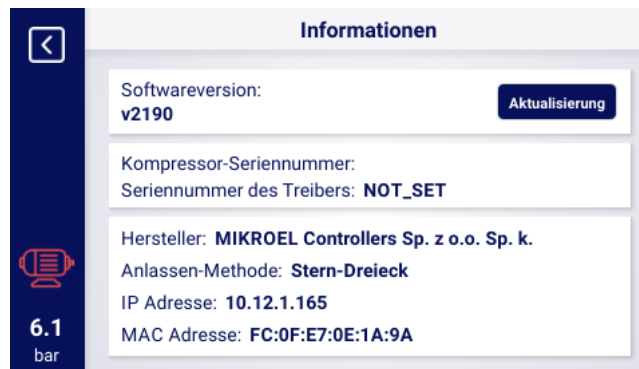 Informationen
Softwareversion:
v2190
Aktualisierung
Kompressor-Seriennummer:
Seriennummer des Treibers: NOT_SET
Hersteller: MIKROEL Controllers Sp. z o.o. Sp. k.
Anlassen-Methode: Stern-Dreieck
IP Adresse: 10.12.1.165
MAC Adresse: FC:0F:E7:0E:1A:9A
6.1
bar